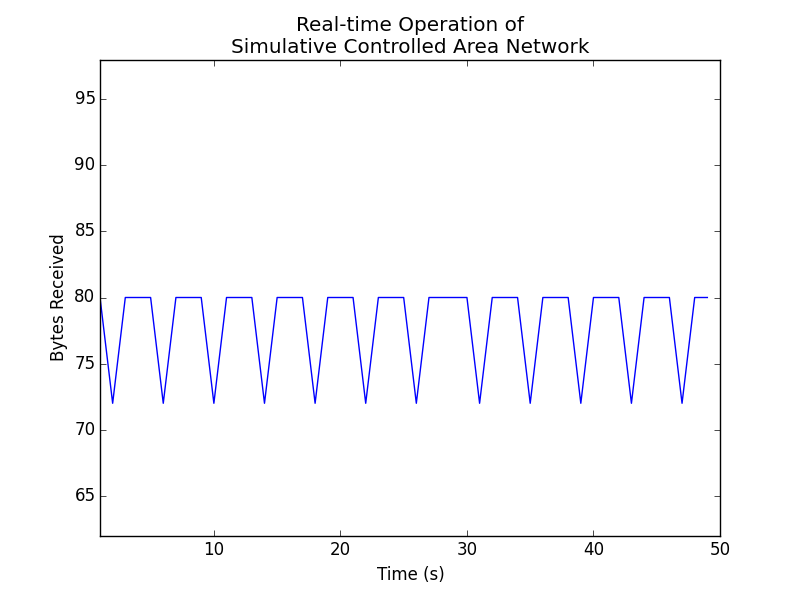 Real-time Operation of
Simulative Controlled Area Network
95
90
85
80
75
70
65
Bytes Received
10 20 30 40 50
Time (s)